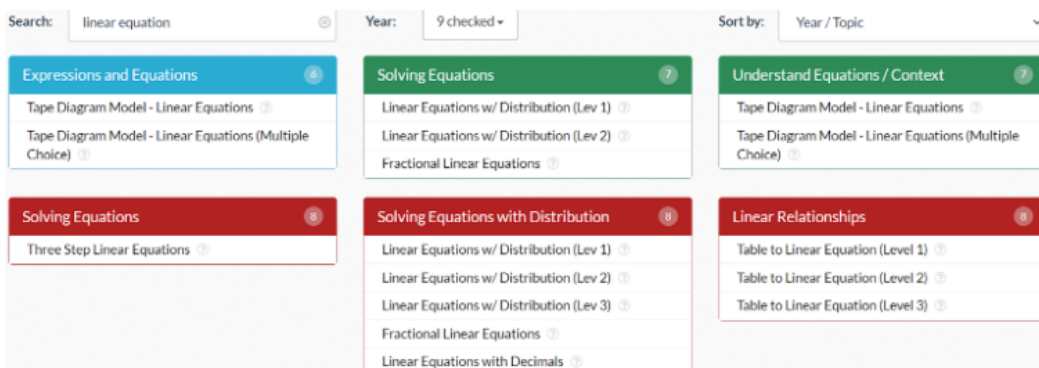 Search: linear equation Year: 9 checked Sort by: Year / Topic
Expressions and Equations 6
Tape Diagram Model - Linear Equations ?
Tape Diagram Model - Linear Equations (Multiple
Choice) ?
Solving Equations 7
Linear Equations w/ Distribution (Lev 1) ?
Linear Equations w/ Distribution (Lev 2) ?
Fractional Linear Equations ?
Understand Equations / Context 7
Tape Diagram Model - Linear Equations ?
Tape Diagram Model - Linear Equations (Multiple
Choice) ?
Solving Equations 8
Three Step Linear Equations ?
Solving Equations with Distribution 8
Linear Equations w/ Distribution (Lev 1) ?
Linear Equations w/ Distribution (Lev 2) ?
Linear Equations w/ Distribution (Lev 3) ?
Fractional Linear Equations ?
Linear Equations with Decimals ?
Linear Relationships 8
Table to Linear Equation (Level 1) ?
Table to Linear Equation (Level 2) ?
Table to Linear Equation (Level 3) ?